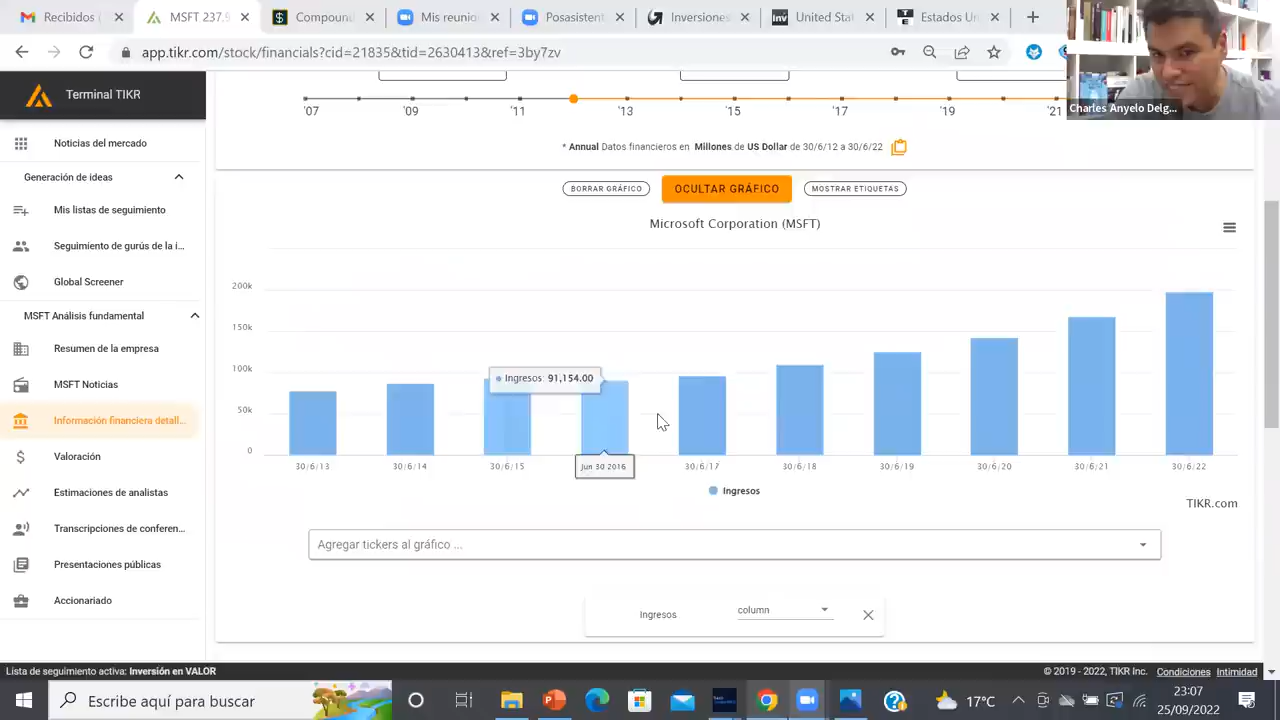 Recibidos (
MSFT 237.9
Compound
Mis reunio
Posasisten
Inversione
United Sta
Estados U
app.tikr.com/stock/financials?cid=21835&tid=2630413&ref=3by7zv
Charles Anyelo Delg...
Terminal TIKR
Noticias del mercado
Generación de ideas
Mis listas de seguimiento
Seguimiento de gurús de la i...
Global Screener
MSFT Análisis fundamental
Resumen de la empresa
MSFT Noticias
Información financiera detall...
Valoración
Estimaciones de analistas
Transcripciones de conferen...
Presentaciones públicas
Accionariado
'07 '09 '11 '13 '15 '17 '19 '21
* Annual Datos financieros en Millones de US Dollar de 30/6/12 a 30/6/22
BORRAR GRÁFICO
OCULTAR GRÁFICO
MOSTRAR ETIQUETAS
Microsoft Corporation (MSFT)
200k
150k
100k
50k
0
Ingresos: 91,154.00
30/6/13 30/6/14 30/6/15 Jun 30 2016 30/6/17 30/6/18 30/6/19 30/6/20 30/6/21 30/6/22
Ingresos
TIKR.com
Agregar tickers al gráfico ...
Ingresos
column
Lista de seguimiento activa: Inversión en VALOR
© 2019 - 2022, TIKR Inc. Condiciones Intimidad
Escribe aquí para buscar
17°C
23:07
25/09/2022